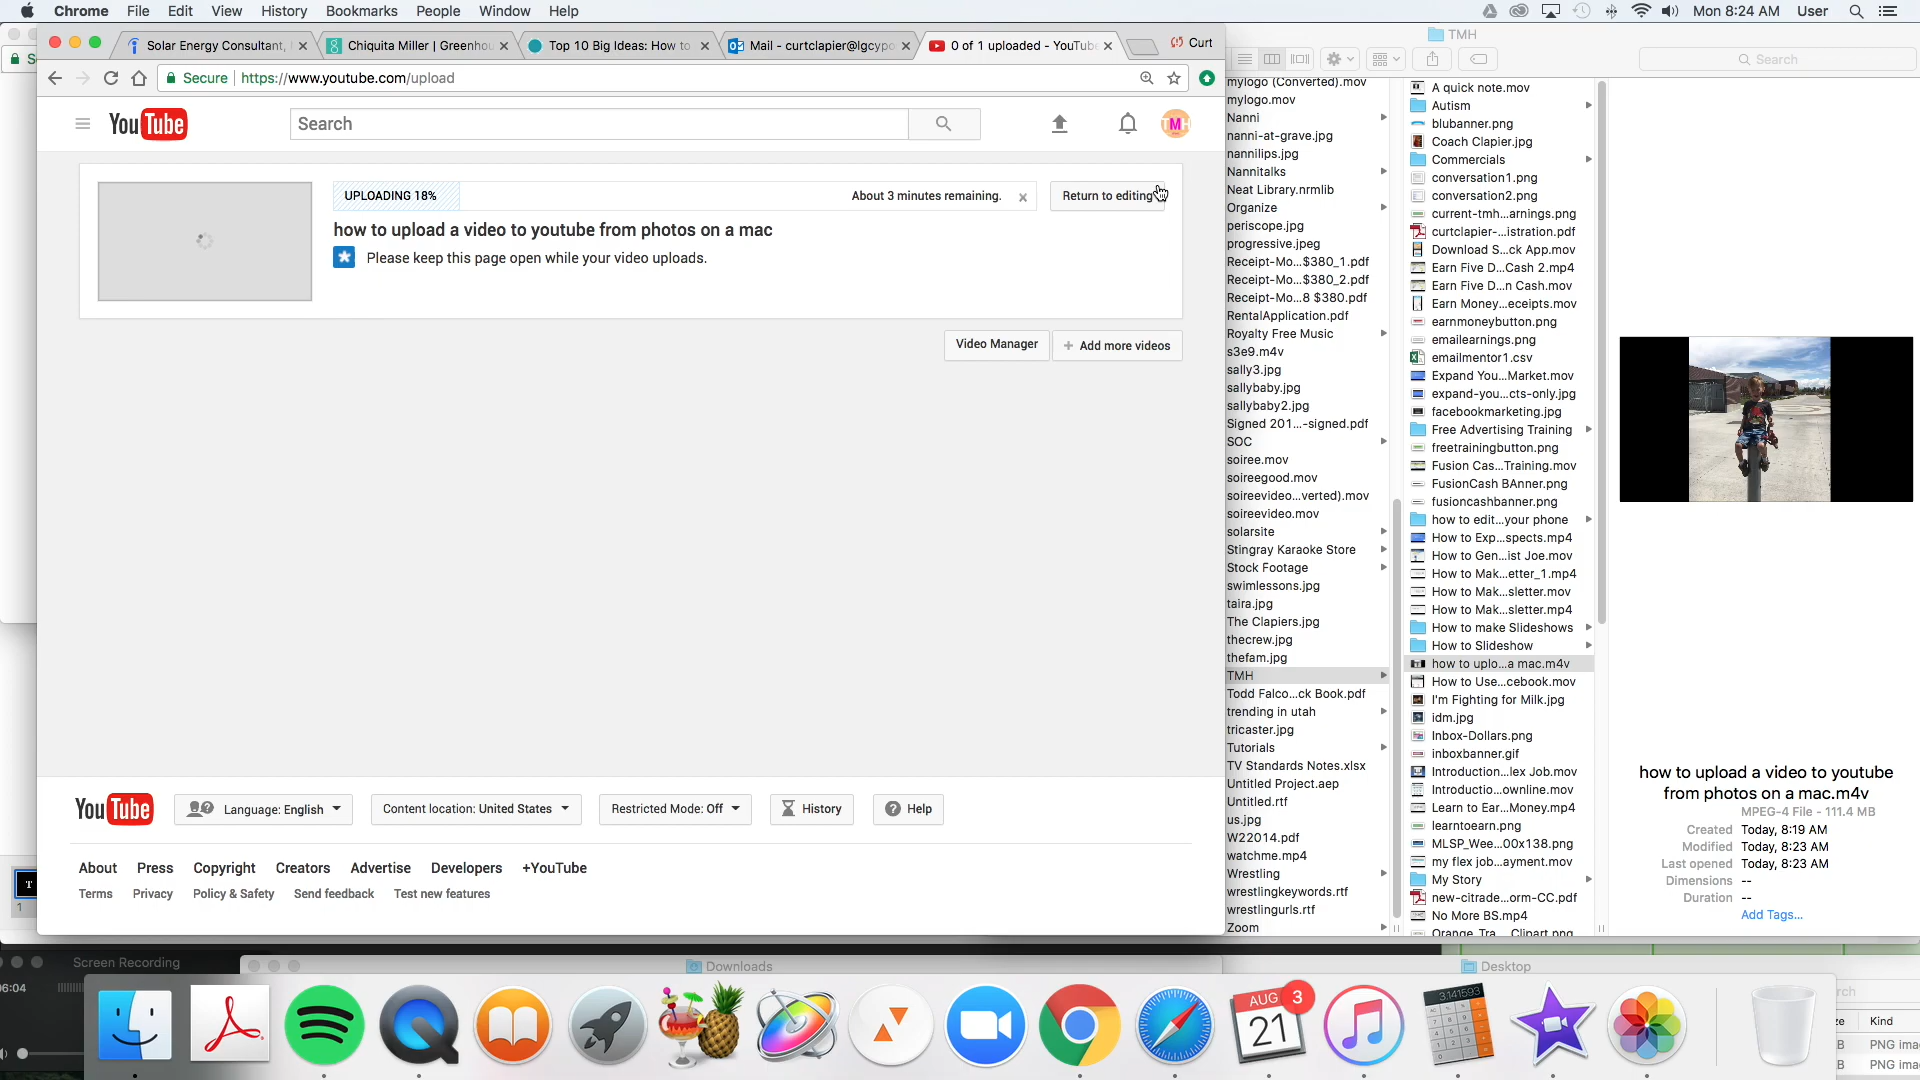 Chrome File Edit View History Bookmarks People Window Help Mon 8:24 AM User
Solar Energy Consultant,
Chiquita Miller | Greenhou
Top 10 Big Ideas: How to
Mail - curtclapier@lgcypo
0 of 1 uploaded - YouTub
Curt
TMH
Search
Secure https://www.youtube.com/upload
YouTube
Search
TMH
UPLOADING 18%
About 3 minutes remaining.
Return to editing
how to upload a video to youtube from photos on a mac
Please keep this page open while your video uploads.
Video Manager
+ Add more videos
YouTube
Language: English
Content location: United States
Restricted Mode: Off
History
Help
About Press Copyright Creators Advertise Developers +YouTube
Terms Privacy Policy & Safety Send feedback Test new features
mylogo (Converted).mov
mylogo.mov
Nanni
nanni-at-grave.jpg
nannilips.jpg
Nannitalks
Neat Library.nrmlib
Organize
periscope.jpg
progressive.jpeg
Receipt-Mo...$380_1.pdf
Receipt-Mo...$380_2.pdf
Receipt-Mo...8 $380.pdf
RentalApplication.pdf
Royalty Free Music
s3e9.m4v
sally3.jpg
sallybaby.jpg
sallybaby2.jpg
Signed 201...-signed.pdf
SOC
soiree.mov
soireegood.mov
soireevideo...verted).mov
soireevideo.mov
solarsite
Stingray Karaoke Store
Stock Footage
swimlessons.jpg
taira.jpg
The Clapiers.jpg
thecrew.jpg
thefam.jpg
TMH
Todd Falco...ck Book.pdf
trending in utah
tricaster.jpg
Tutorials
TV Standards Notes.xlsx
Untitled Project.aep
Untitled.rtf
us.jpg
W22014.pdf
watchme.mp4
Wrestling
wrestlingkeywords.rtf
wrestlingurls.rtf
Zoom
A quick note.mov
Autism
blubanner.png
Coach Clapier.jpg
Commercials
conversation1.png
conversation2.png
current-tmh...arnings.png
curtclapier-...istration.pdf
Download S...ck App.mov
Earn Five D...Cash 2.mp4
Earn Five D...n Cash.mov
Earn Money...eceipts.mov
earnmoneybutton.png
emailearnings.png
emailmentor1.csv
Expand You...Market.mov
expand-you...cts-only.jpg
facebookmarketing.jpg
Free Advertising Training
freetrainingbutton.png
Fusion Cas...Training.mov
FusionCash BAnner.png
fusioncashbanner.png
how to edit...your phone
How to Exp...spects.mp4
How to Gen...ist Joe.mov
How to Mak...etter_1.mp4
How to Mak...sletter.mov
How to Mak...sletter.mp4
How to make Slideshows
How to Slideshow
how to uplo...a mac.m4v
How to Use...cebook.mov
I'm Fighting for Milk.jpg
idm.jpg
Inbox-Dollars.png
inboxbanner.gif
Introduction...lex Job.mov
Introductio...ownline.mov
Learn to Ear...Money.mp4
learntoearn.png
MLSP_Wee...00x138.png
my flex job...ayment.mov
My Story
new-citrade...orm-CC.pdf
No More BS.mp4
Orange Tra... Clipart.png
how to upload a video to youtube
from photos on a mac.m4v
MPEG-4 File - 111.4 MB
Created Today, 8:19 AM
Modified Today, 8:23 AM
Last opened Today, 8:23 AM
Dimensions --
Duration --
Add Tags...
Screen Recording
Downloads
Desktop
AUG
21
3
3.141593
Kind